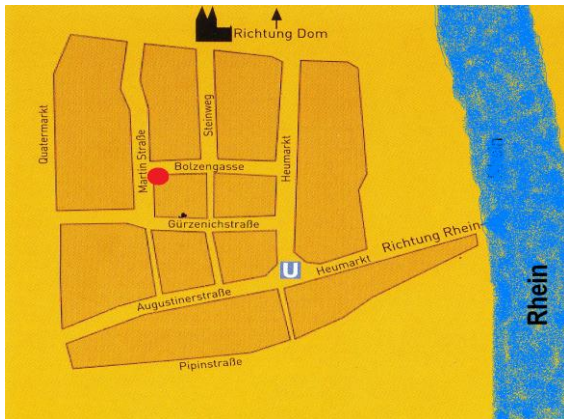 Richtung Dom
Quatermarkt
Martin Straße
Steinweg
Heumarkt
Bolzengasse
Gürzenichstraße
U
Heumarkt
Richtung Rhein
Augustinerstraße
Pipinstraße
Rhein